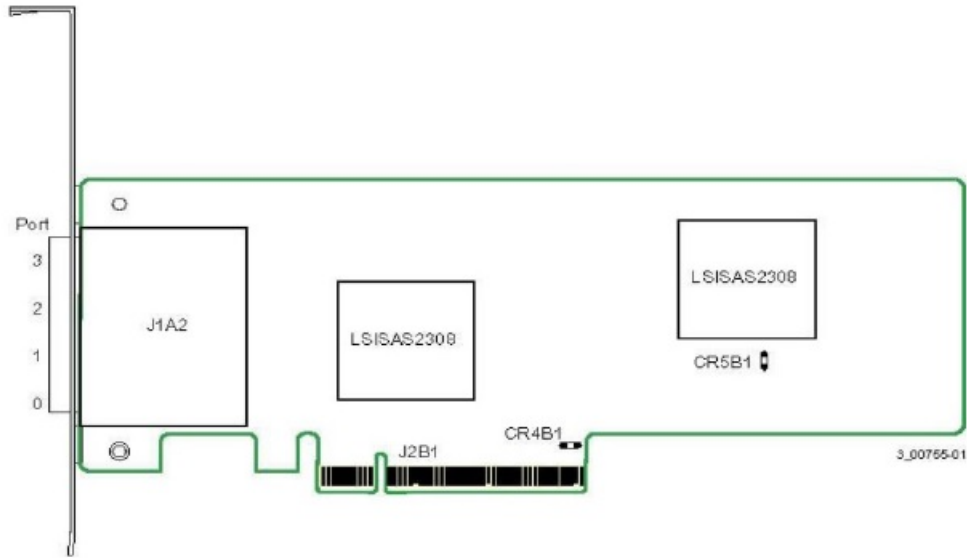 Port
3
2
1
0
J1A2
LSISAS2308
LSISAS2308
CR5B1
CR4B1
J2B1
3_00755-01